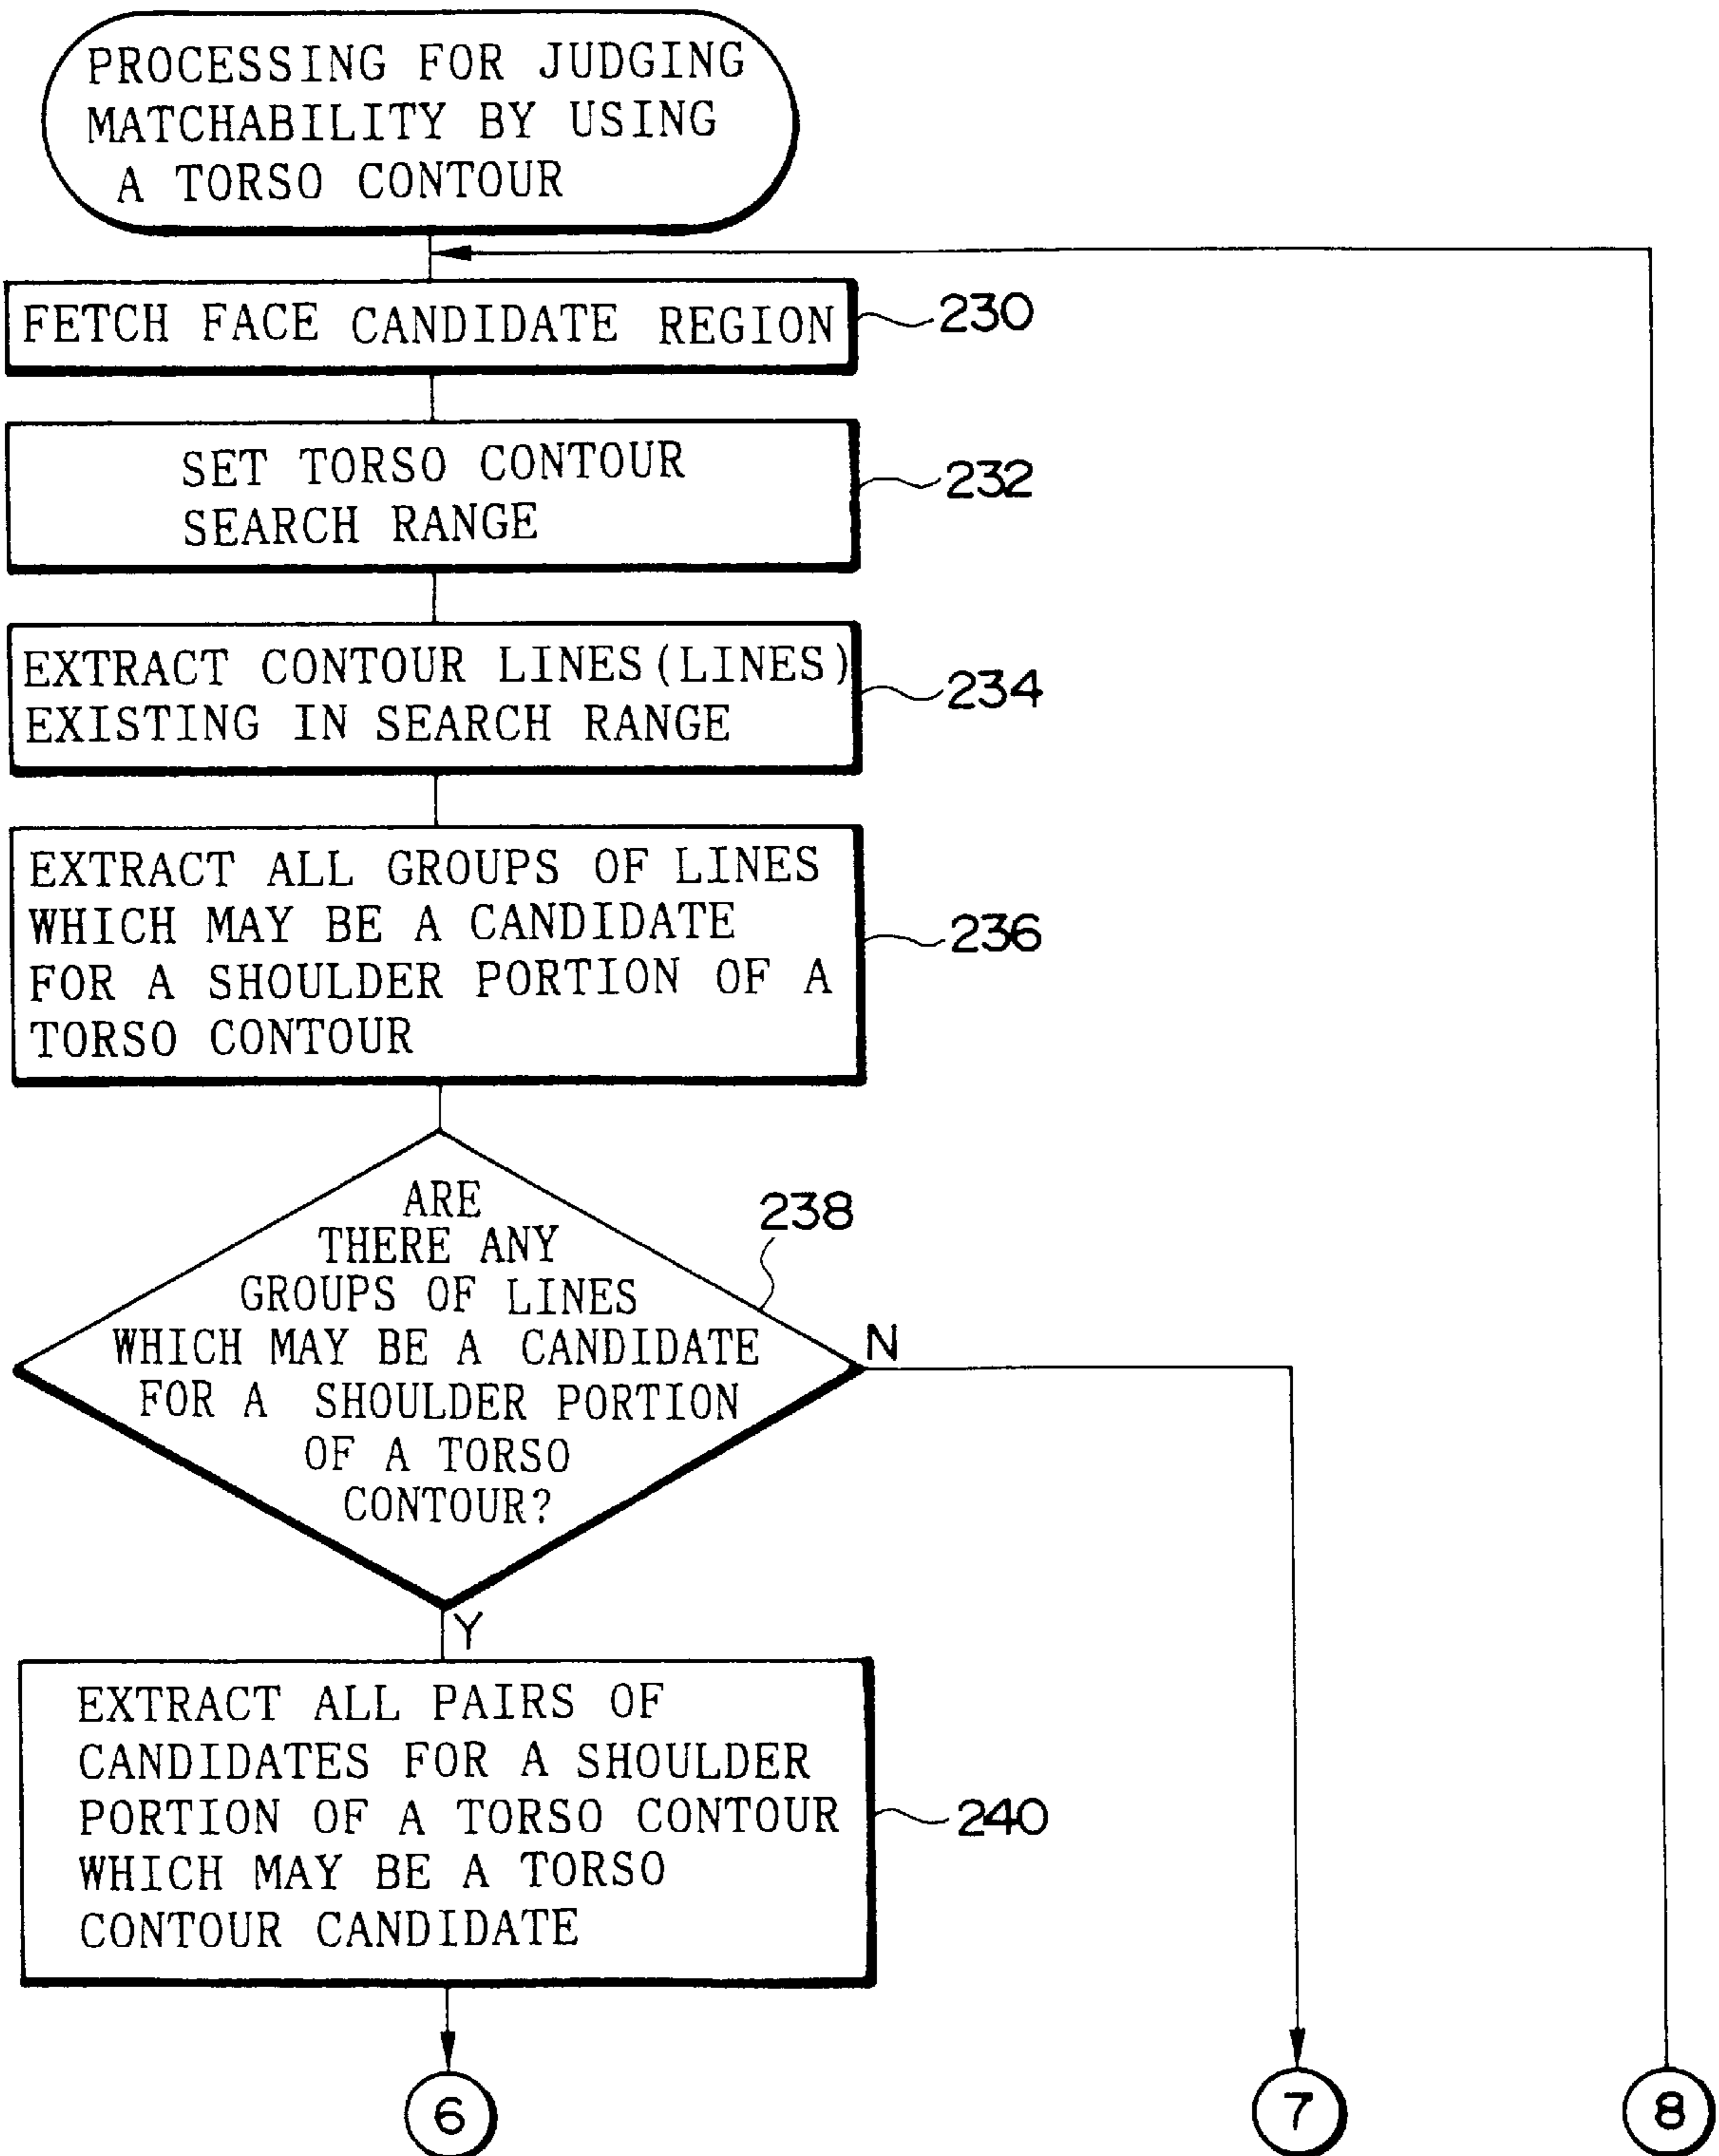 PROCESSING FOR JUDGING
MATCHABILITY BY USING
A TORSO CONTOUR
FETCH FACE CANDIDATE REGION
230
SET TORSO CONTOUR
SEARCH RANGE
232
EXTRACT CONTOUR LINES (LINES)
EXISTING IN SEARCH RANGE
234
EXTRACT ALL GROUPS OF LINES
WHICH MAY BE A CANDIDATE
FOR A SHOULDER PORTION OF A
TORSO CONTOUR
236
ARE
THERE ANY
GROUPS OF LINES
WHICH MAY BE A CANDIDATE
FOR A SHOULDER PORTION
OF A TORSO
CONTOUR?
238
N
Y
EXTRACT ALL PAIRS OF
CANDIDATES FOR A SHOULDER
PORTION OF A TORSO CONTOUR
WHICH MAY BE A TORSO
CONTOUR CANDIDATE
240
6
7
8